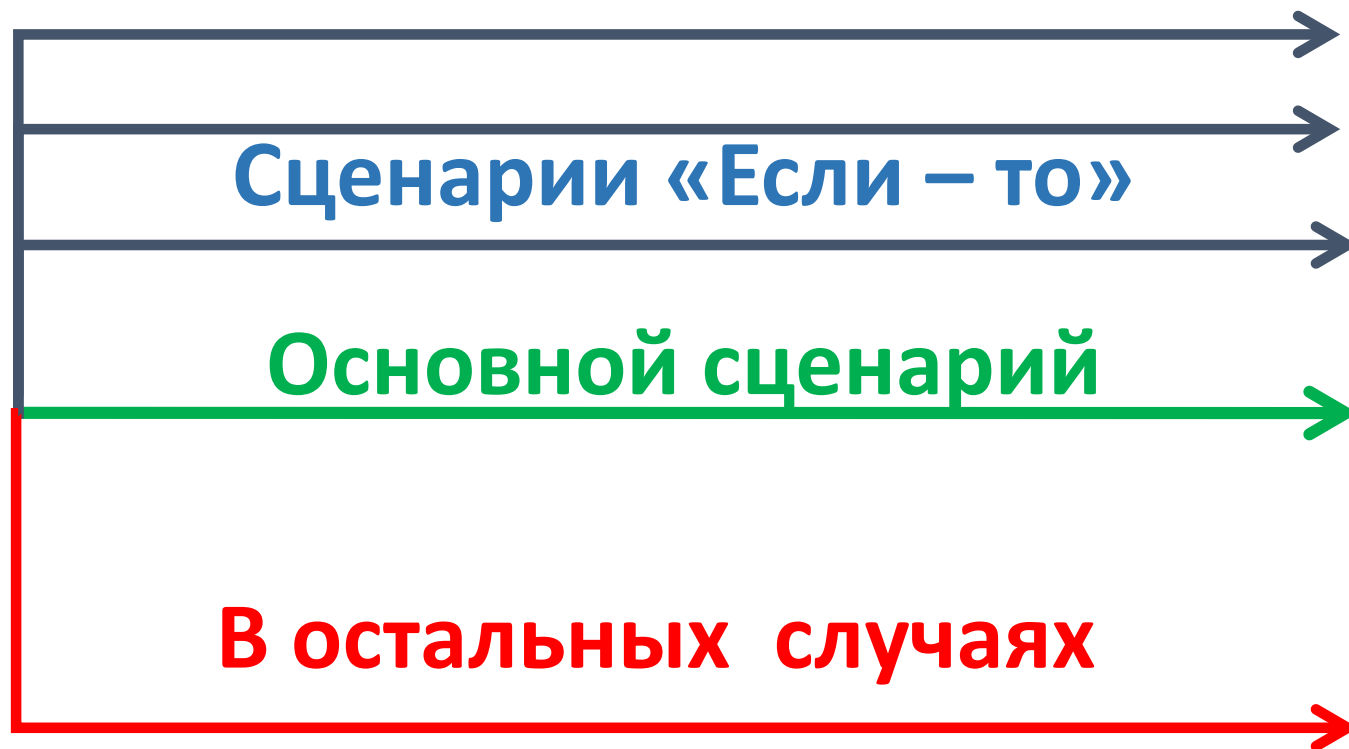 Сценарии «Если – то»
Основной сценарий
В остальных случаях